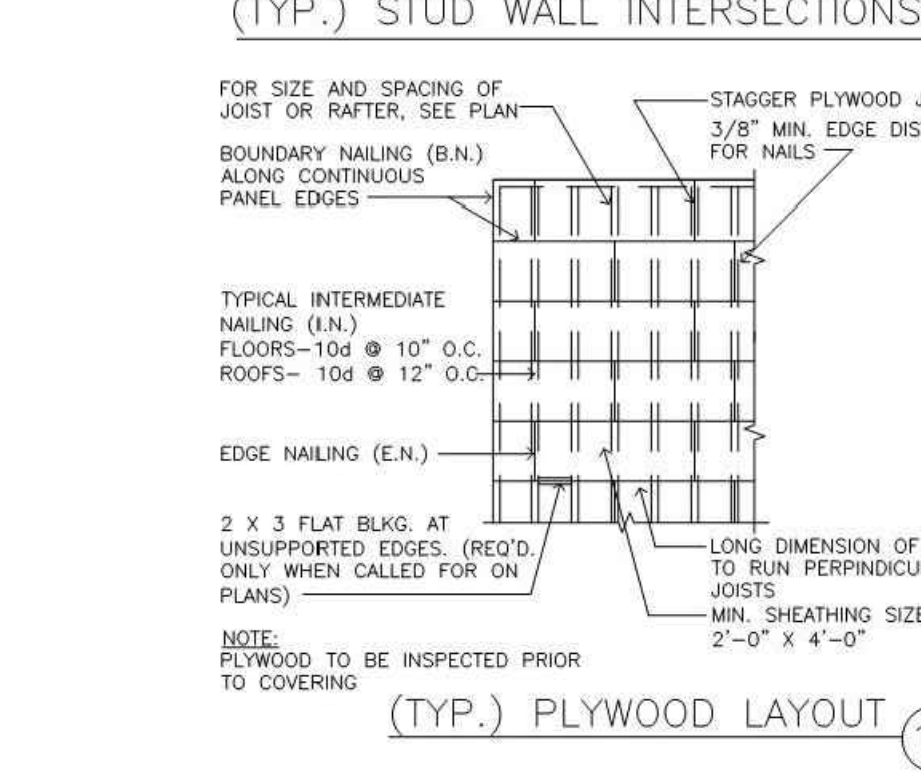 (TYP.) STUD WALL INTERSECTIONS
FOR SIZE AND SPACING OF
JOIST OR RAFTER, SEE PLAN
BOUNDARY NAILING (B.N.)
ALONG CONTINUOUS
PANEL EDGES
TYPICAL INTERMEDIATE
NAILING (I.N.)
FLOORS-10d @ 10" O.C.
ROOFS- 10d @ 12" O.C.
EDGE NAILING (E.N.)
2 X 3 FLAT BLKG. AT
UNSUPPORTED EDGES. (REQ'D.
ONLY WHEN CALLED FOR ON
PLANS)
NOTE:
PLYWOOD TO BE INSPECTED PRIOR
TO COVERING
STAGGER PLYWOOD
3/8" MIN. EDGE DIS
FOR NAILS
LONG DIMENSION OF
TO RUN PERPINDICU
JOISTS
MIN. SHEATHING SIZE
2'-0" X 4'-0"
(TYP.) PLYWOOD LAYOUT